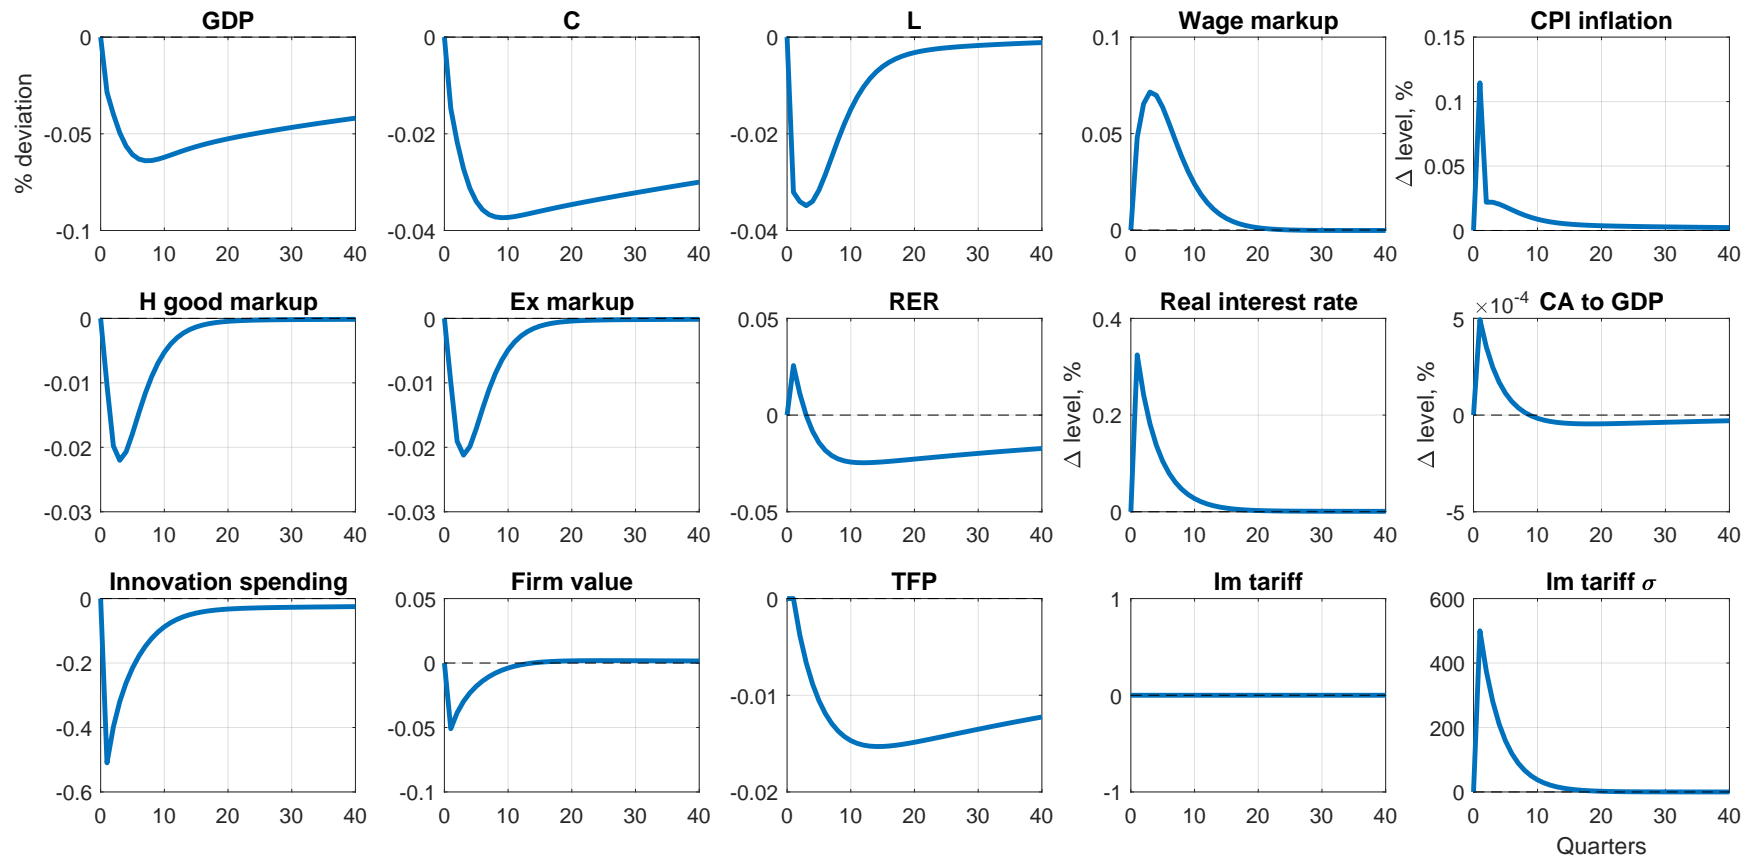 GDP
C
L
Wage markup
CPI inflation
% deviation
0
-0.05
-0.1
0 10 20 30 40
0
-0.02
-0.04
0 10 20 30 40
0
-0.02
-0.04
0 10 20 30 40
0.1
0.05
0
0 10 20 30 40
Δ level, %
0.15
0.1
0.05
0
0 10 20 30 40
H good markup
Ex markup
RER
Real interest rate
×10-4 CA to GDP
0
-0.01
-0.02
-0.03
0 10 20 30 40
0
-0.01
-0.02
-0.03
0 10 20 30 40
0.05
0
-0.05
0 10 20 30 40
Δ level, %
0.4
0.2
0
0 10 20 30 40
Δ level, %
5
0
-5
0 10 20 30 40
Innovation spending
Firm value
TFP
Im tariff
Im tariff σ
0
-0.2
-0.4
-0.6
0 10 20 30 40
0.05
0
-0.05
-0.1
0 10 20 30 40
0
-0.01
-0.02
0 10 20 30 40
1
0
-1
0 10 20 30 40
600
400
200
0
0 10 20 30 40
Quarters